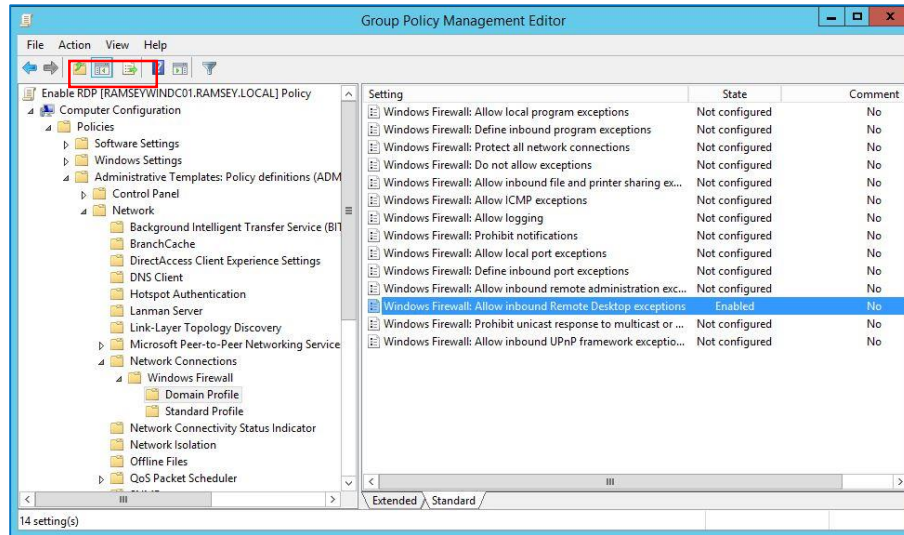 Group Policy Management Editor
File Action View Help
Enable RDP [RAMSEYWINDC01.RAMSEY.LOCAL] Policy
Computer Configuration
Policies
Software Settings
Windows Settings
Administrative Templates: Policy definitions (ADM
Control Panel
Network
Background Intelligent Transfer Service (BIT
BranchCache
DirectAccess Client Experience Settings
DNS Client
Hotspot Authentication
Lanman Server
Link-Layer Topology Discovery
Microsoft Peer-to-Peer Networking Service
Network Connections
Windows Firewall
Domain Profile
Standard Profile
Network Connectivity Status Indicator
Network Isolation
Offline Files
QoS Packet Scheduler
Setting State Comment
Windows Firewall: Allow local program exceptions Not configured No
Windows Firewall: Define inbound program exceptions Not configured No
Windows Firewall: Protect all network connections Not configured No
Windows Firewall: Do not allow exceptions Not configured No
Windows Firewall: Allow inbound file and printer sharing ex... Not configured No
Windows Firewall: Allow ICMP exceptions Not configured No
Windows Firewall: Allow logging Not configured No
Windows Firewall: Prohibit notifications Not configured No
Windows Firewall: Allow local port exceptions Not configured No
Windows Firewall: Define inbound port exceptions Not configured No
Windows Firewall: Allow inbound remote administration exc... Not configured No
Windows Firewall: Allow inbound Remote Desktop exceptions Enabled No
Windows Firewall: Prohibit unicast response to multicast or ... Not configured No
Windows Firewall: Allow inbound UPnP framework exceptio... Not configured No
Extended Standard
14 setting(s)